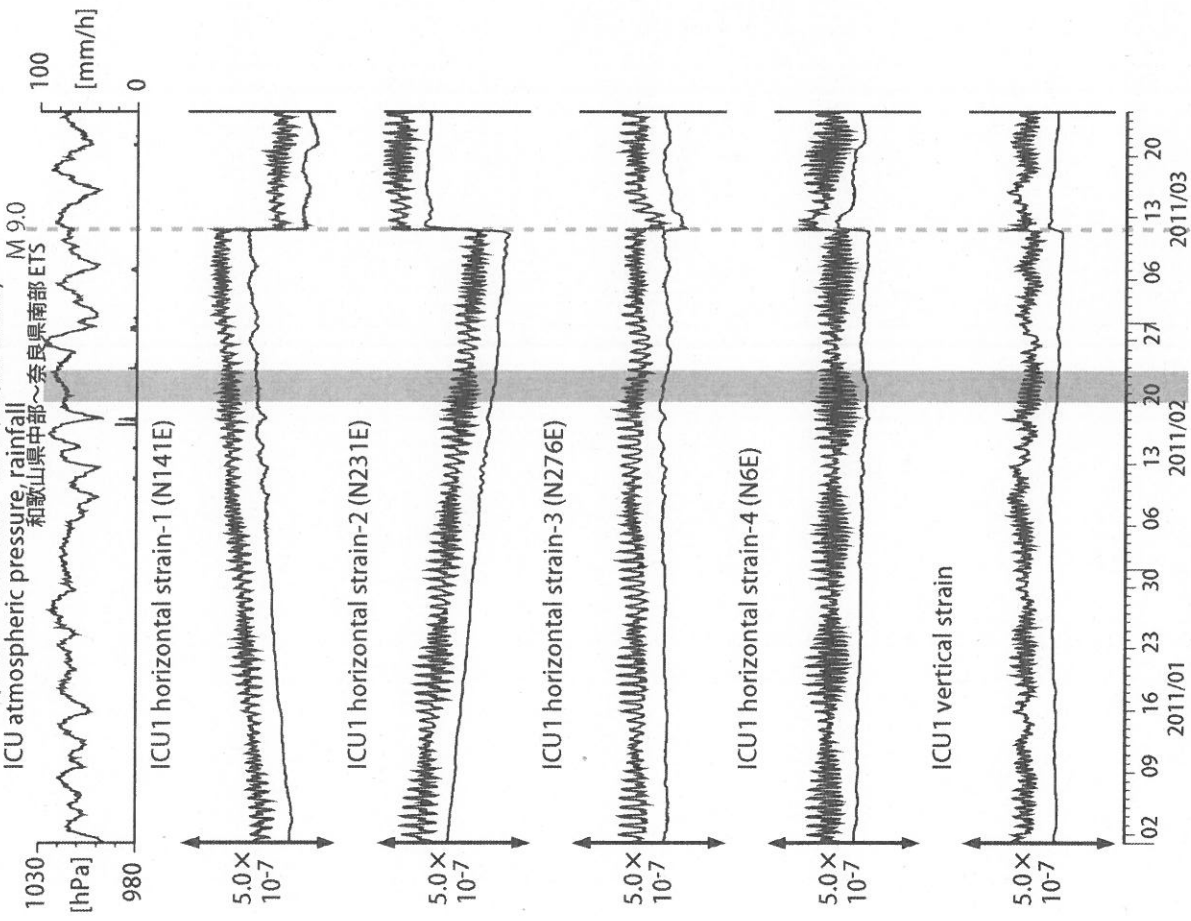 ICU atmospheric pressure, rainfall
M 9.0
和歌山県中部～奈良県南部 ETS
1030
[hPa]
980
100
[mm/h]
0
ICU1 horizontal strain-1 (N141E)
5.0×
10-7
ICU1 horizontal strain-2 (N231E)
5.0×
10-7
ICU1 horizontal strain-3 (N276E)
5.0×
10-7
ICU1 horizontal strain-4 (N6E)
5.0×
10-7
ICU1 vertical strain
5.0×
10-7
02 09 16 23 30 06 13 20 27 06 13 20
2011/01 2011/02 2011/03